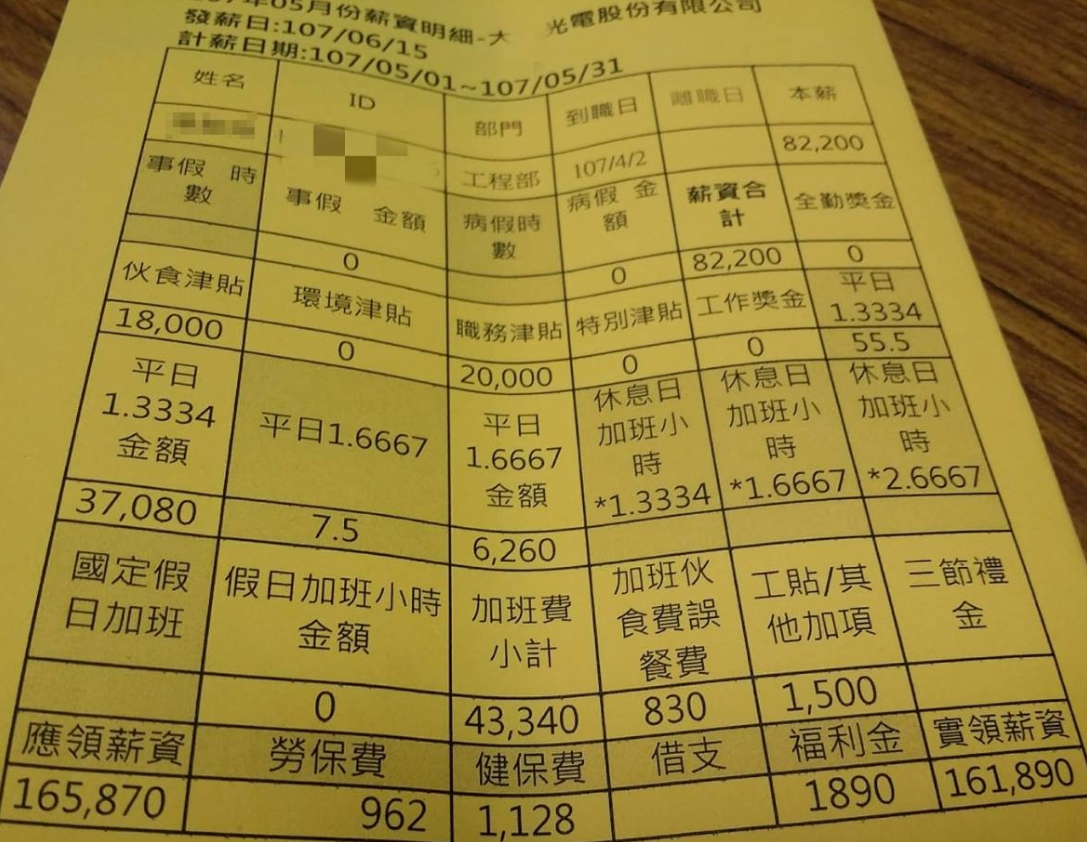 年05月份薪資明細-大 光電股份有限公司
發薪日:107/06/15
計薪日期:107/05/01~107/05/31
姓名 ID 部門 到職日 離職日 本薪
工程部 107/4/2 82,200
事假 時數 事假 金額 病假時數 病假 金額 薪資合計 全勤獎金
0 0 82,200 0
伙食津貼 環境津貼 職務津貼 特別津貼 工作獎金 平日1.3334
18,000 0 20,000 0 0 55.5
平日1.3334金額 平日1.6667 平日1.6667金額 休息日加班小時*1.3334 休息日加班小時*1.6667 休息日加班小時*2.6667
37,080 7.5 6,260
國定假日加班 假日加班小時金額 加班費小計 加班伙食費誤餐費 工貼/其他加項 三節禮金
0 43,340 830 1,500
應領薪資 勞保費 健保費 借支 福利金 實領薪資
165,870 962 1,128 1890 161,890